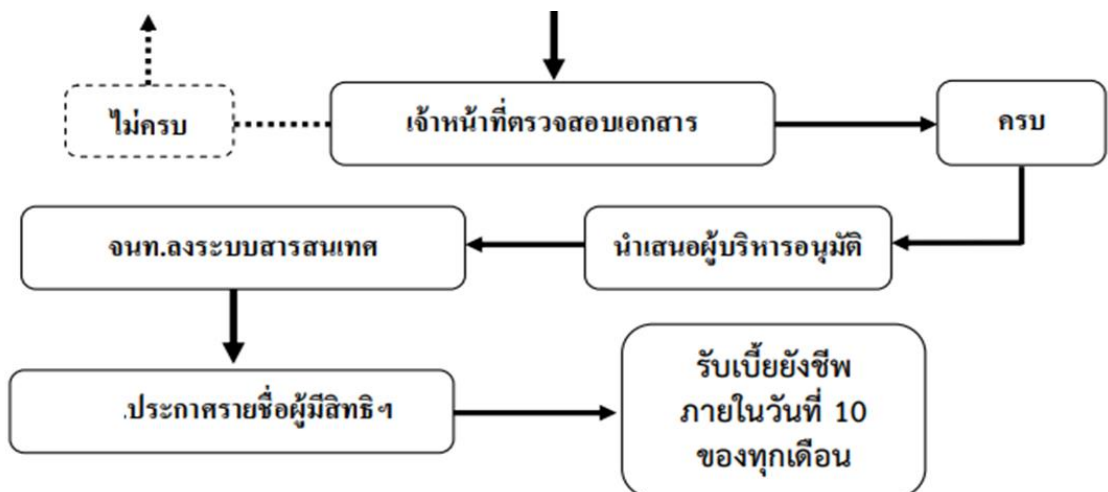 ไม่ครบ
เจ้าหน้าที่ตรวจสอบเอกสาร
ครบ
จนท.ลงระบบสารสนเทศ
นำเสนอผู้บริหารอนุมัติ
.ประกาศรายชื่อผู้มีสิทธิฯ
รับเบี้ยยังชีพ
ภายในวันที่ 10
ของทุกเดือน